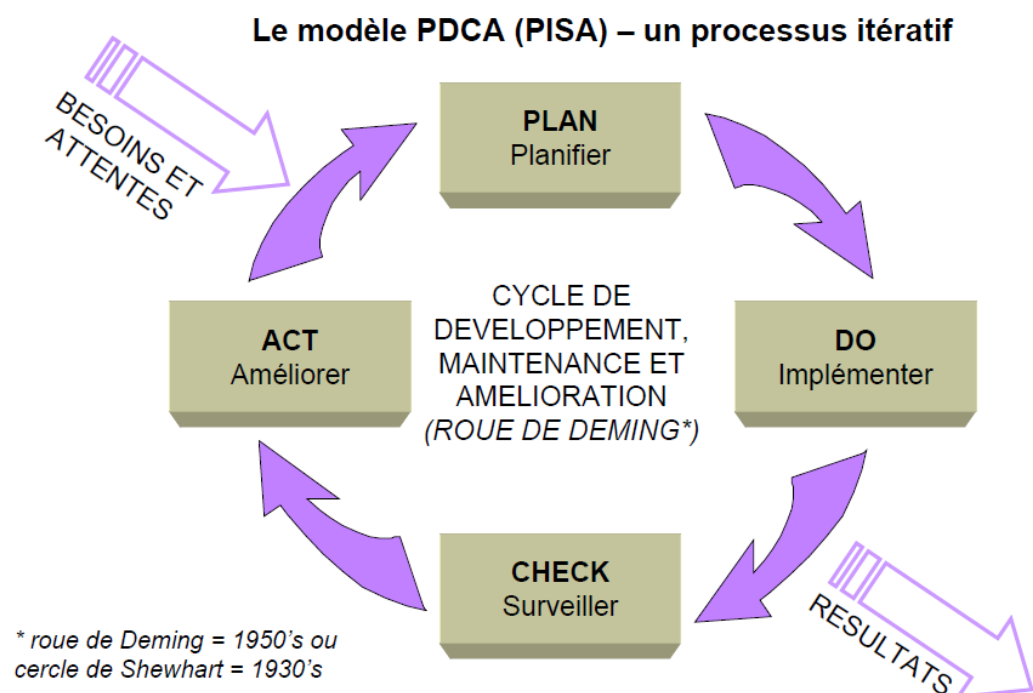 Le modèle PDCA (PISA) – un processus itératif
BESOINS ET
ATTENTES
PLAN
Planifier
ACT
Améliorer
CYCLE DE
DEVELOPPEMENT,
MAINTENANCE ET
AMELIORATION
(ROUE DE DEMING*)
DO
Implémenter
CHECK
Surveiller
RESULTATS
* roue de Deming = 1950’s ou
cercle de Shewhart = 1930’s